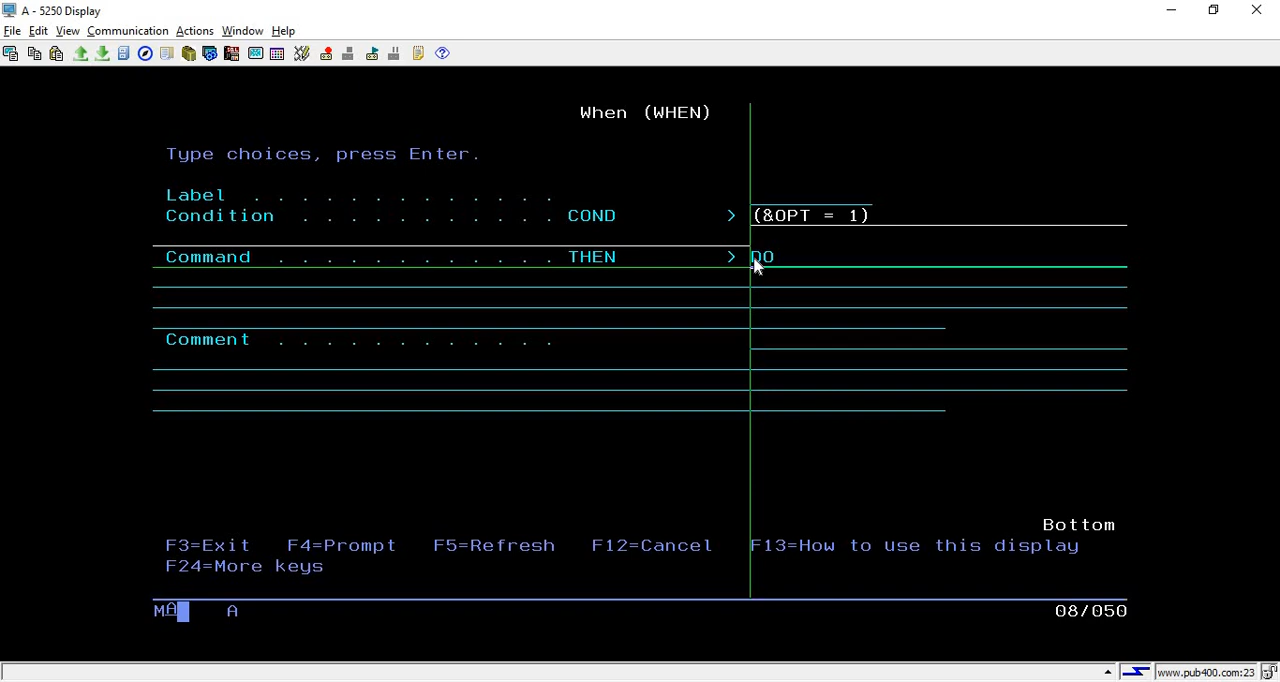 A - 5250 Display
File Edit View Communication Actions Window Help
When (WHEN)
Type choices, press Enter.
Label . . . . . . . . . . . . .
Condition . . . . . . . . . . . COND > (&OPT = 1)
Command . . . . . . . . . . . . THEN > DO
Comment . . . . . . . . . . . .
Bottom
F3=Exit F4=Prompt F5=Refresh F12=Cancel F13=How to use this display
F24=More keys
MA A 08/050
www.pub400.com:23